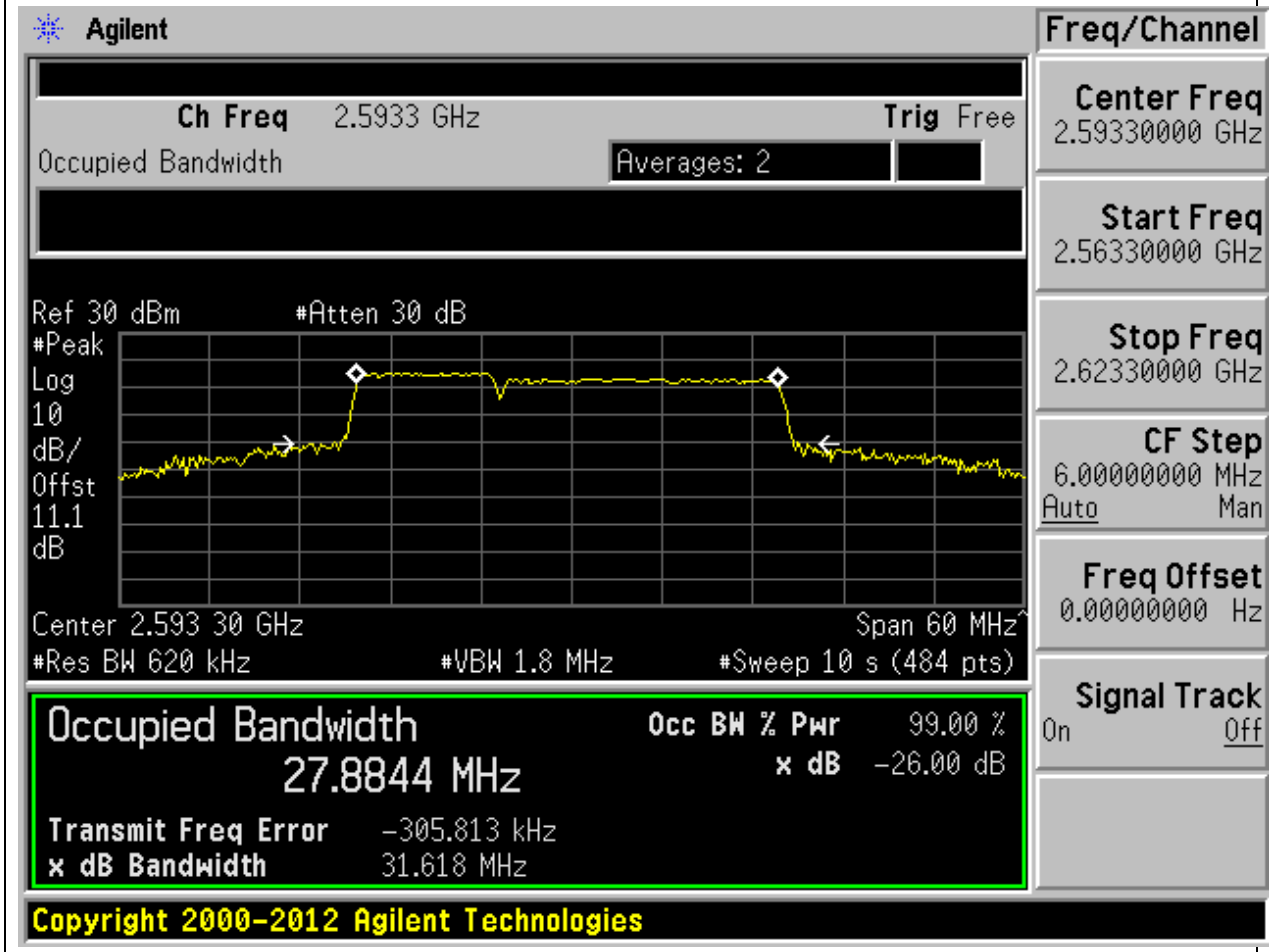 Agilent
Freq/Channel
Ch Freq 2.5933 GHz Trig Free
Occupied Bandwidth Averages: 2
Ref 30 dBm #Atten 30 dB
#Peak
Log
10
dB/
Offst
11.1
dB
Center 2.593 30 GHz Span 60 MHz^
#Res BW 620 kHz #VBW 1.8 MHz #Sweep 10 s (484 pts)
Occupied Bandwidth Occ BW % Pwr 99.00 %
27.8844 MHz x dB -26.00 dB
Transmit Freq Error -305.813 kHz
x dB Bandwidth 31.618 MHz
Center Freq
2.59330000 GHz
Start Freq
2.56330000 GHz
Stop Freq
2.62330000 GHz
CF Step
6.00000000 MHz
Auto Man
Freq Offset
0.00000000 Hz
Signal Track
On Off
Copyright 2000-2012 Agilent Technologies